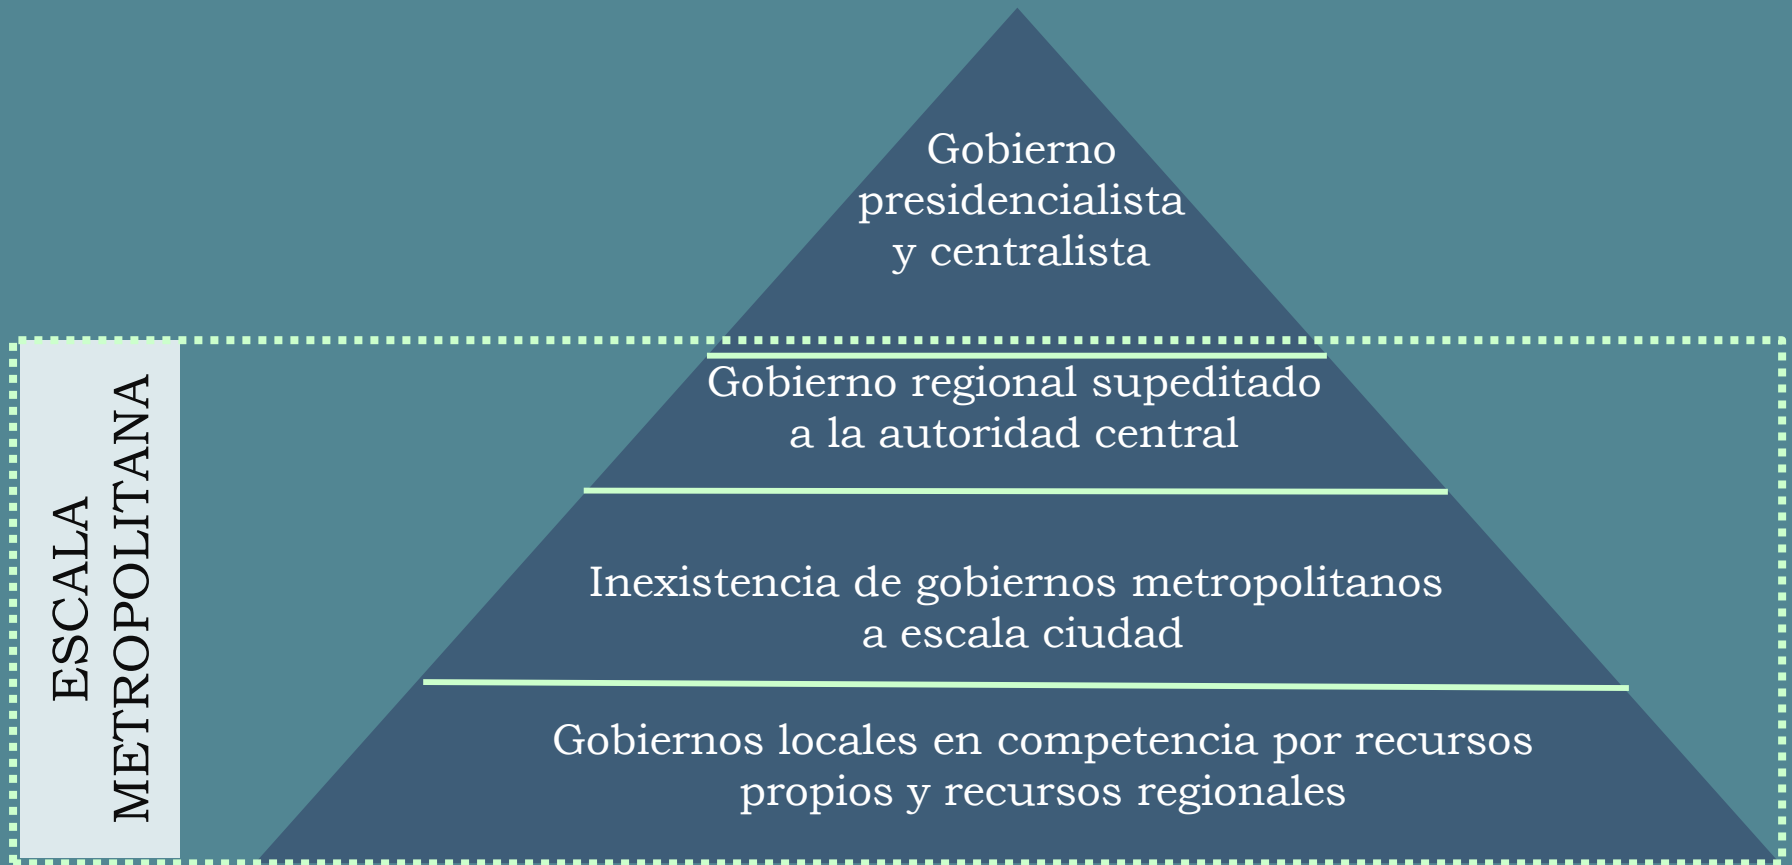 Gobierno
presidencialista
y centralista
ESCALA
METROPOLITANA
Gobierno regional supeditado
a la autoridad central
Inexistencia de gobiernos metropolitanos
a escala ciudad
Gobiernos locales en competencia por recursos
propios y recursos regionales